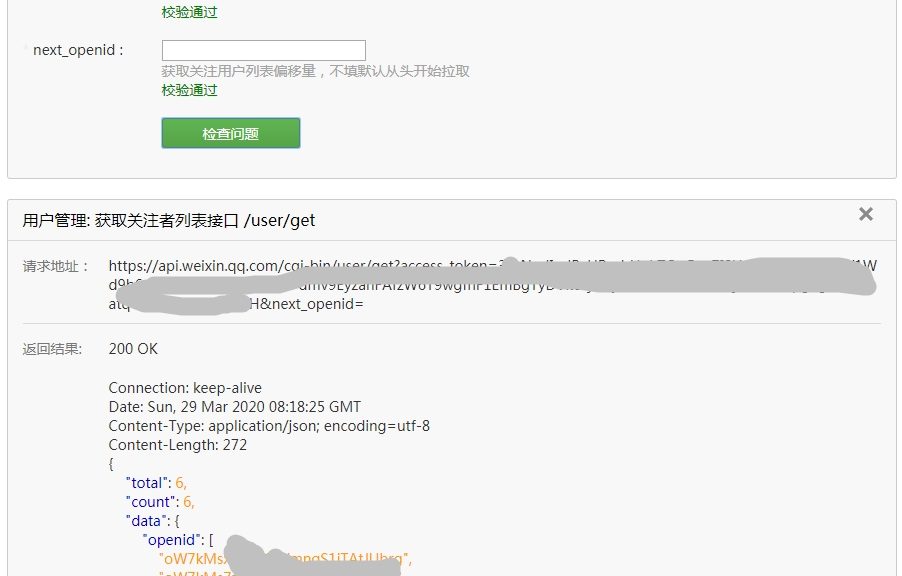 校验通过
next_openid :
获取关注用户列表偏移量，不填默认从头开始拉取
校验通过
检查问题
用户管理: 获取关注者列表接口 /user/get
请求地址：
https://api.weixin.qq.com/cgi-bin/user/get?access_token=
H&next_openid=
返回结果:
200 OK
Connection: keep-alive
Date: Sun, 29 Mar 2020 08:18:25 GMT
Content-Type: application/json; encoding=utf-8
Content-Length: 272
{
"total": 6,
"count": 6,
"data": {
"openid": [
"oW7kMs